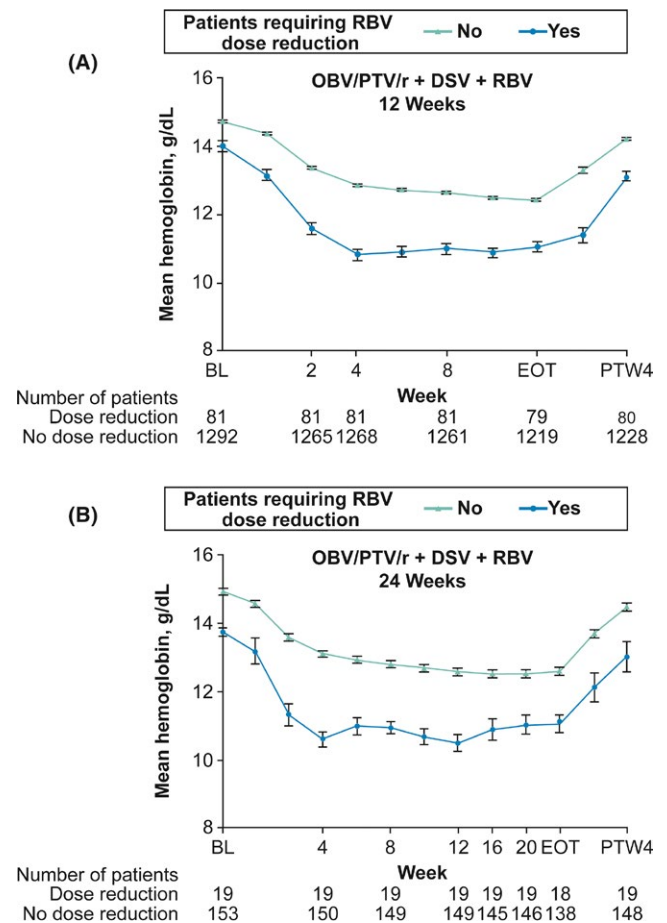 Patients requiring RBV
dose reduction
No
Yes
(A)
OBV/PTV/r + DSV + RBV
12 Weeks
Mean hemoglobin, g/dL
16
14
12
10
8
BL 2 4 8 EOT PTW4
Week
Number of patients
Dose reduction 81 81 81 81 79 80
No dose reduction 1292 1265 1268 1261 1219 1228
Patients requiring RBV
dose reduction
No
Yes
(B)
OBV/PTV/r + DSV + RBV
24 Weeks
Mean hemoglobin, g/dL
16
14
12
10
8
BL 4 8 12 16 20 EOT PTW4
Week
Number of patients
Dose reduction 19 19 19 19 19 19 18 19
No dose reduction 153 150 149 149 145 146 138 148